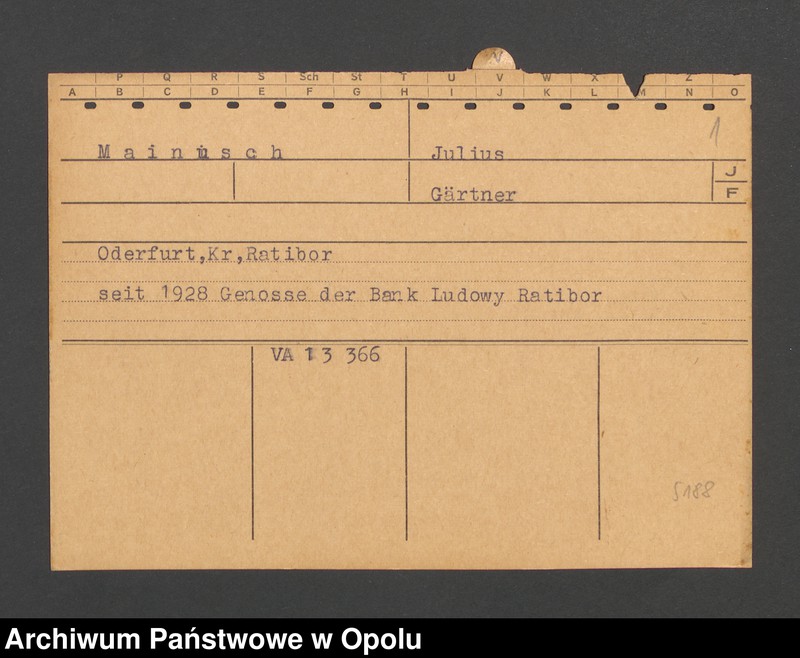 V
P Q R S Sch St T U V W X Z
A B C D E F G H I J K L M N O
1
Mainusch Julius
Gärtner J
F
Oderfurt,Kr,Ratibor
seit 1928 Genosse der Bank Ludowy Ratibor
VA 13 366
5188
Archiwum Państwowe w Opolu